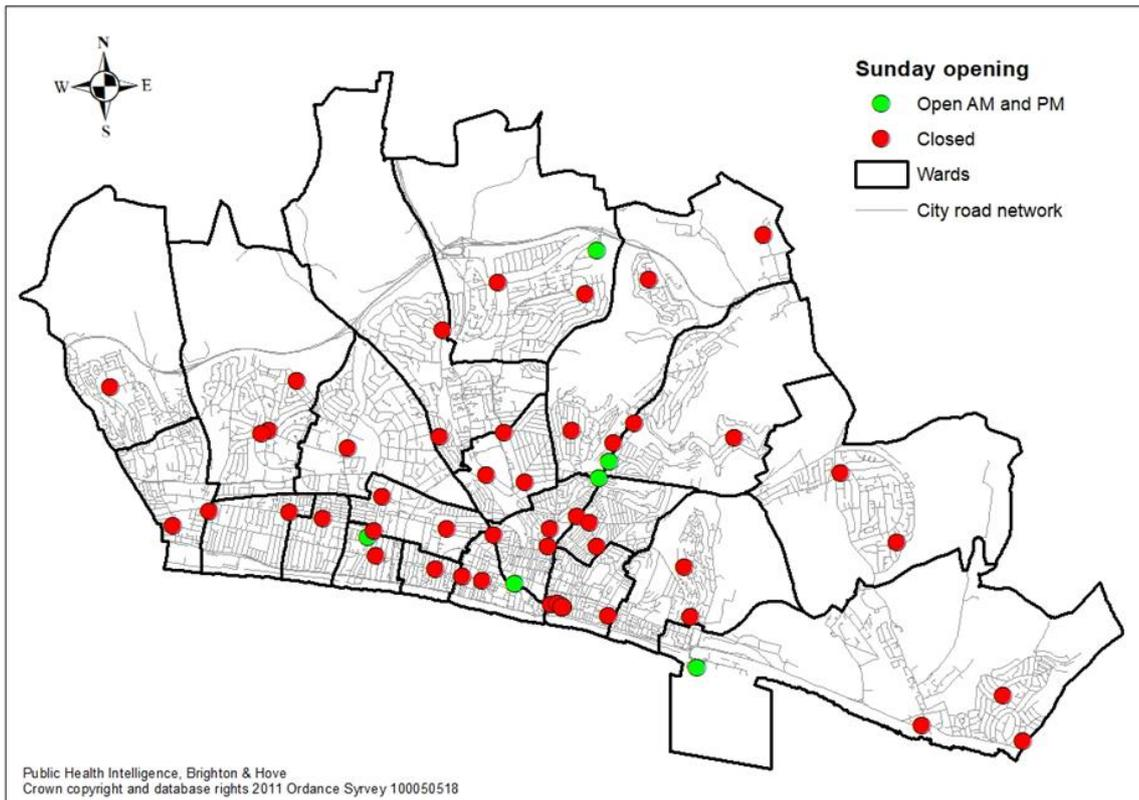 N
W E
S
Sunday opening
Open AM and PM
Closed
Wards
City road network
Public Health Intelligence, Brighton & Hove
Crown copyright and database rights 2011 Ordance Syrvey 100050518